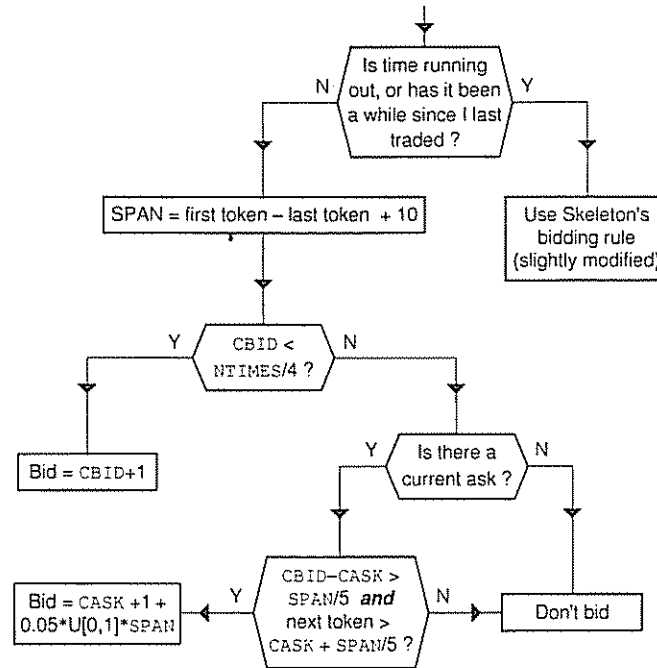 Is time running
N
out, or has it been
Y
a while since I last
traded ?
SPAN = first token – last token + 10
Use Skeleton's
bidding rule
(slightly modified)
Y
CBID <
N
NTIMES/4 ?
Bid = CBID+1
Y
Is there a
N
current ask ?
CBID–CASK >
Bid = CASK +1 +
Y
SPAN/5 and
N
Don't bid
0.05*U[0,1]*SPAN
next token >
CASK + SPAN/5 ?